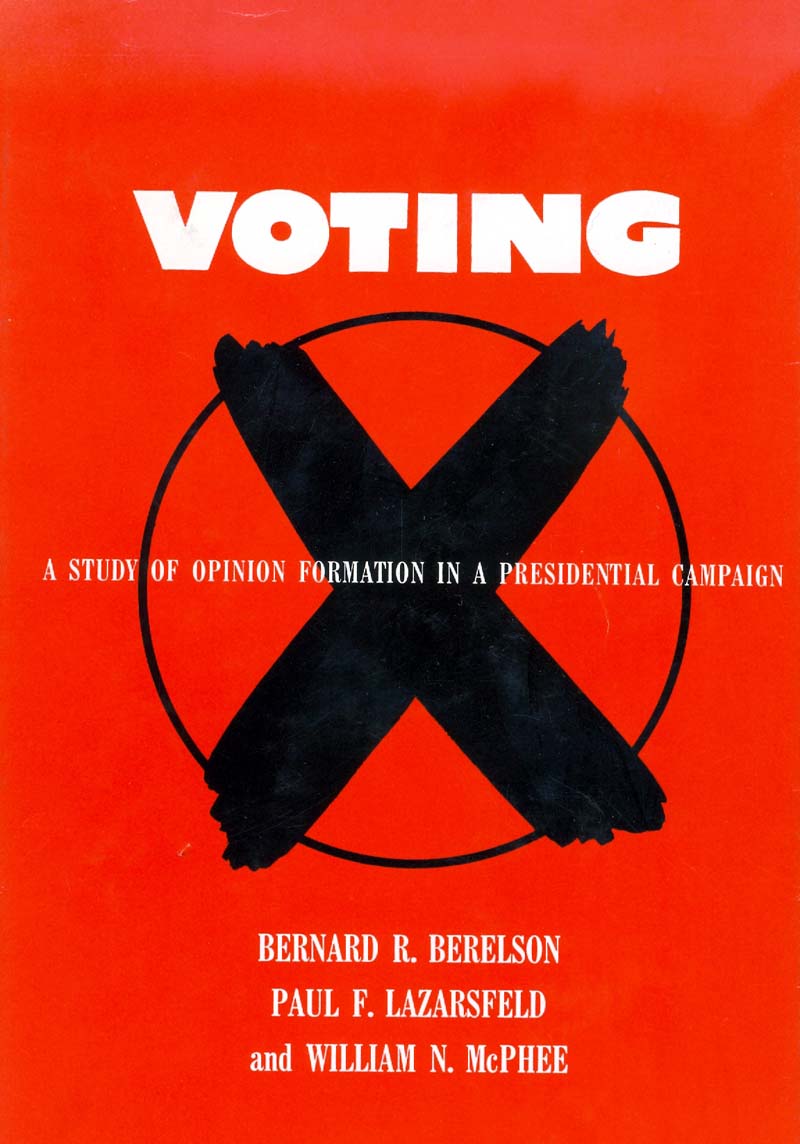 VOTING
A STUDY OF OPINION FORMATION IN A PRESIDENTIAL CAMPAIGN
BERNARD R. BERELSON
PAUL F. LAZARSFELD
and WILLIAM N. McPHEE